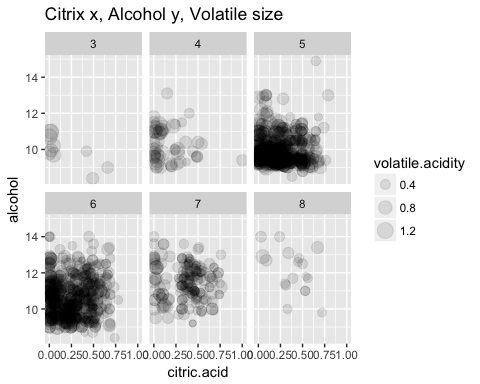 Citrix x, Alcohol y, Volatile size
3 4 5
14
12
10
6 7 8
14
12
10
alcohol
0.000.250.500.751.00 0.000.250.500.751.00 0.000.250.500.751.00
citric.acid
volatile.acidity
0.4
0.8
1.2